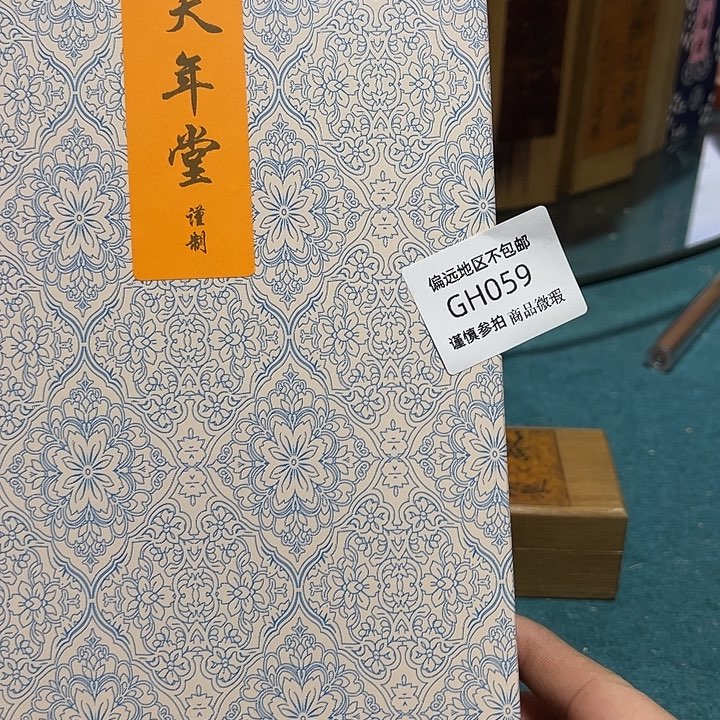 天年堂
谨制
偏远地区不包邮
GH059
谨慎参拍 商品微瑕